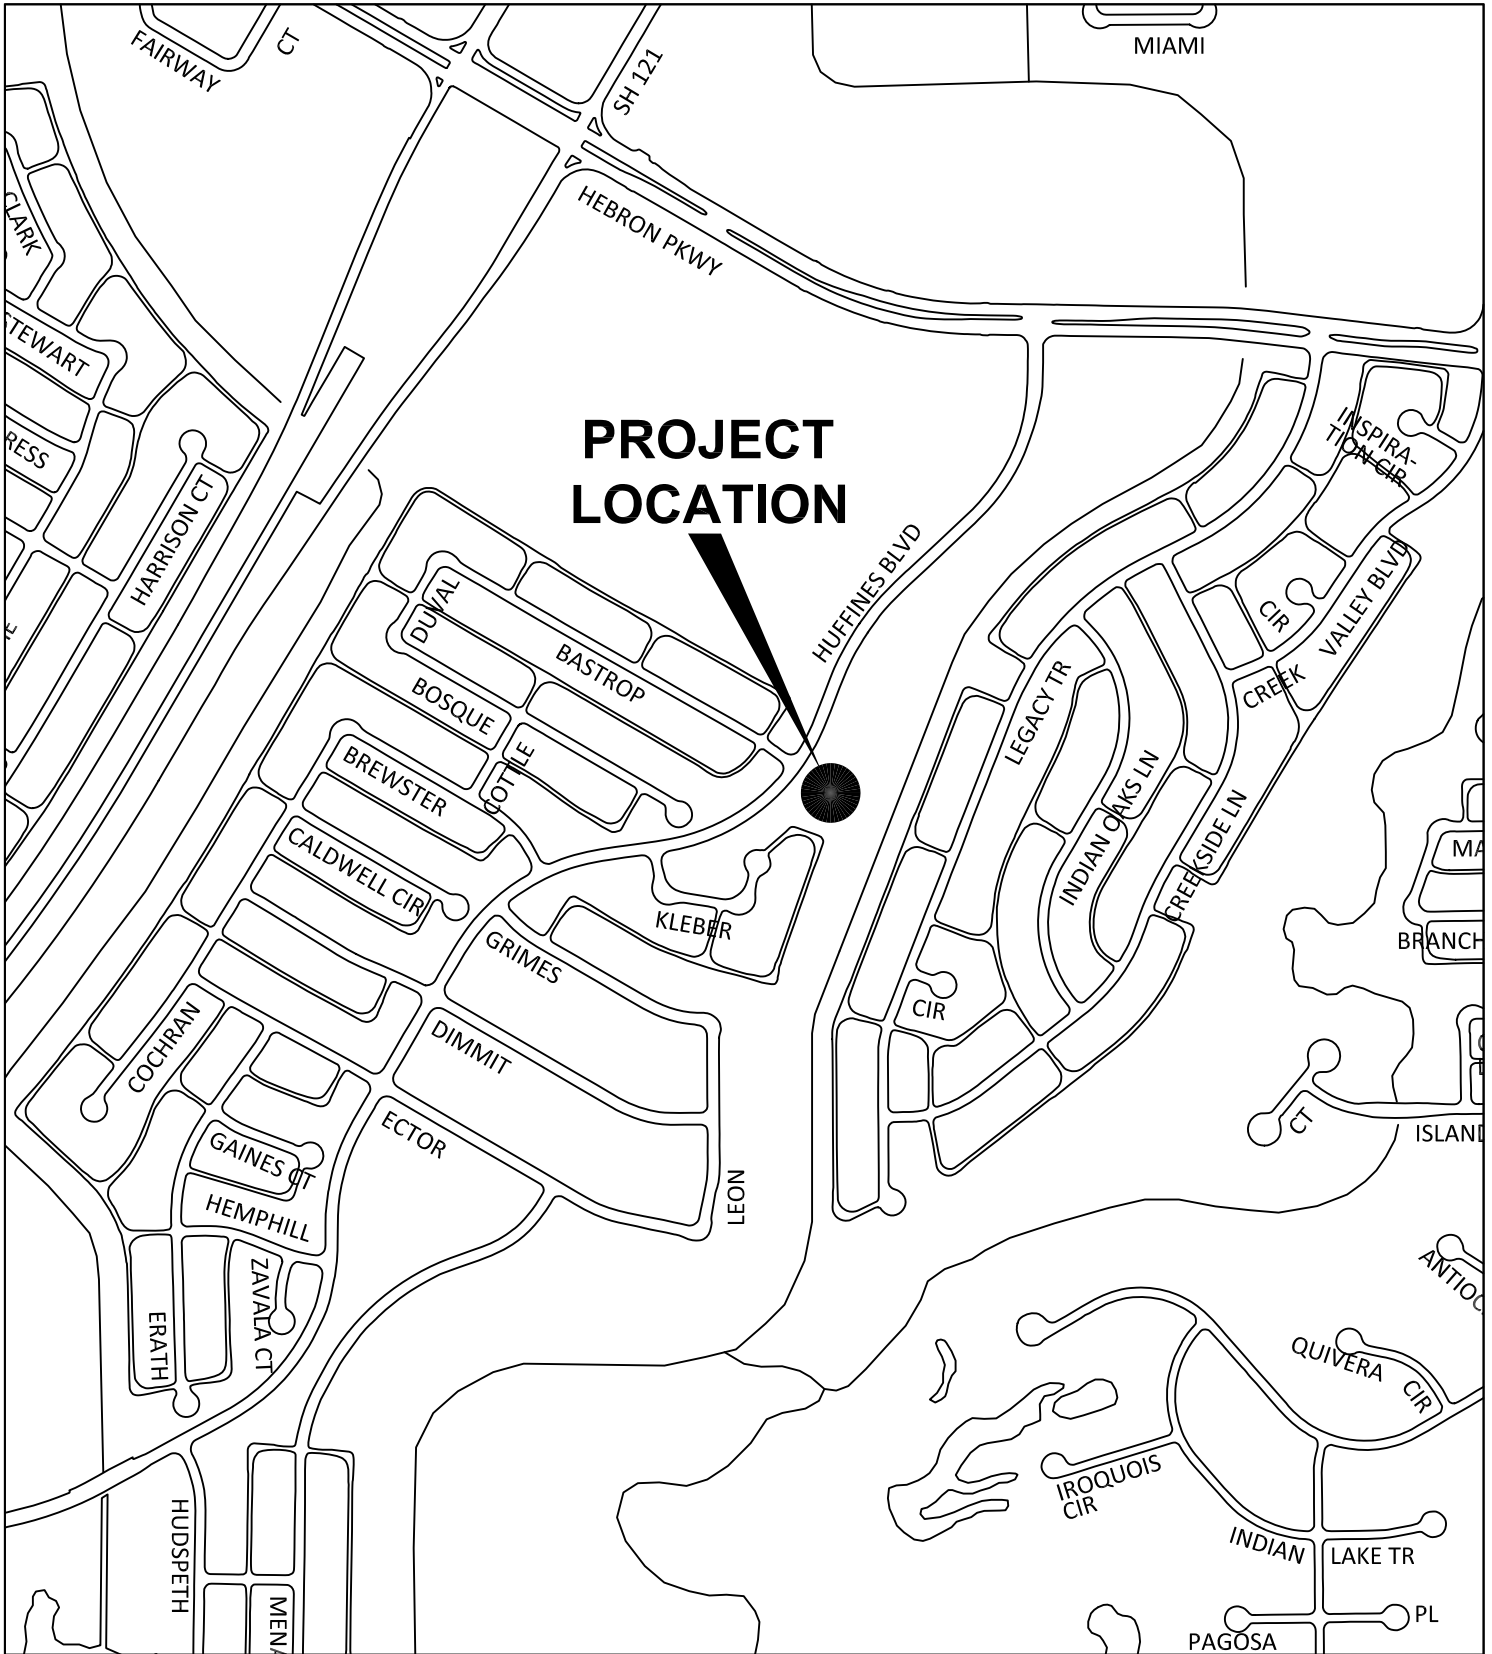 MIAMI
FAIRWAY
CT
SH 121
HEBRON PKWY
CLARK
STEWART
RESS
HARRISON CT
PROJECT
LOCATION
INSPIRA-
TION CIR
HUFFINES BLVD
VALLEY BLVD
CIR
CREEK
DUVAL
BASTROP
BOSQUE
LEGACY TR
BREWSTER
COTTLE
INDIAN OAKS LN
CREEKSIDE LN
CALDWELL CIR
MA
KLEBER
GRIMES
BRANCH
CIR
COCHRAN
DIMMIT
ECTOR
CT
ISLAND
GAINES CT
HEMPHILL
LEON
ZAVALA CT
ERATH
ANTIOC
QUIVERA
CIR
IROQUOIS
CIR
HUDSPETH
INDIAN
LAKE TR
MENA
PAGOSA
PL